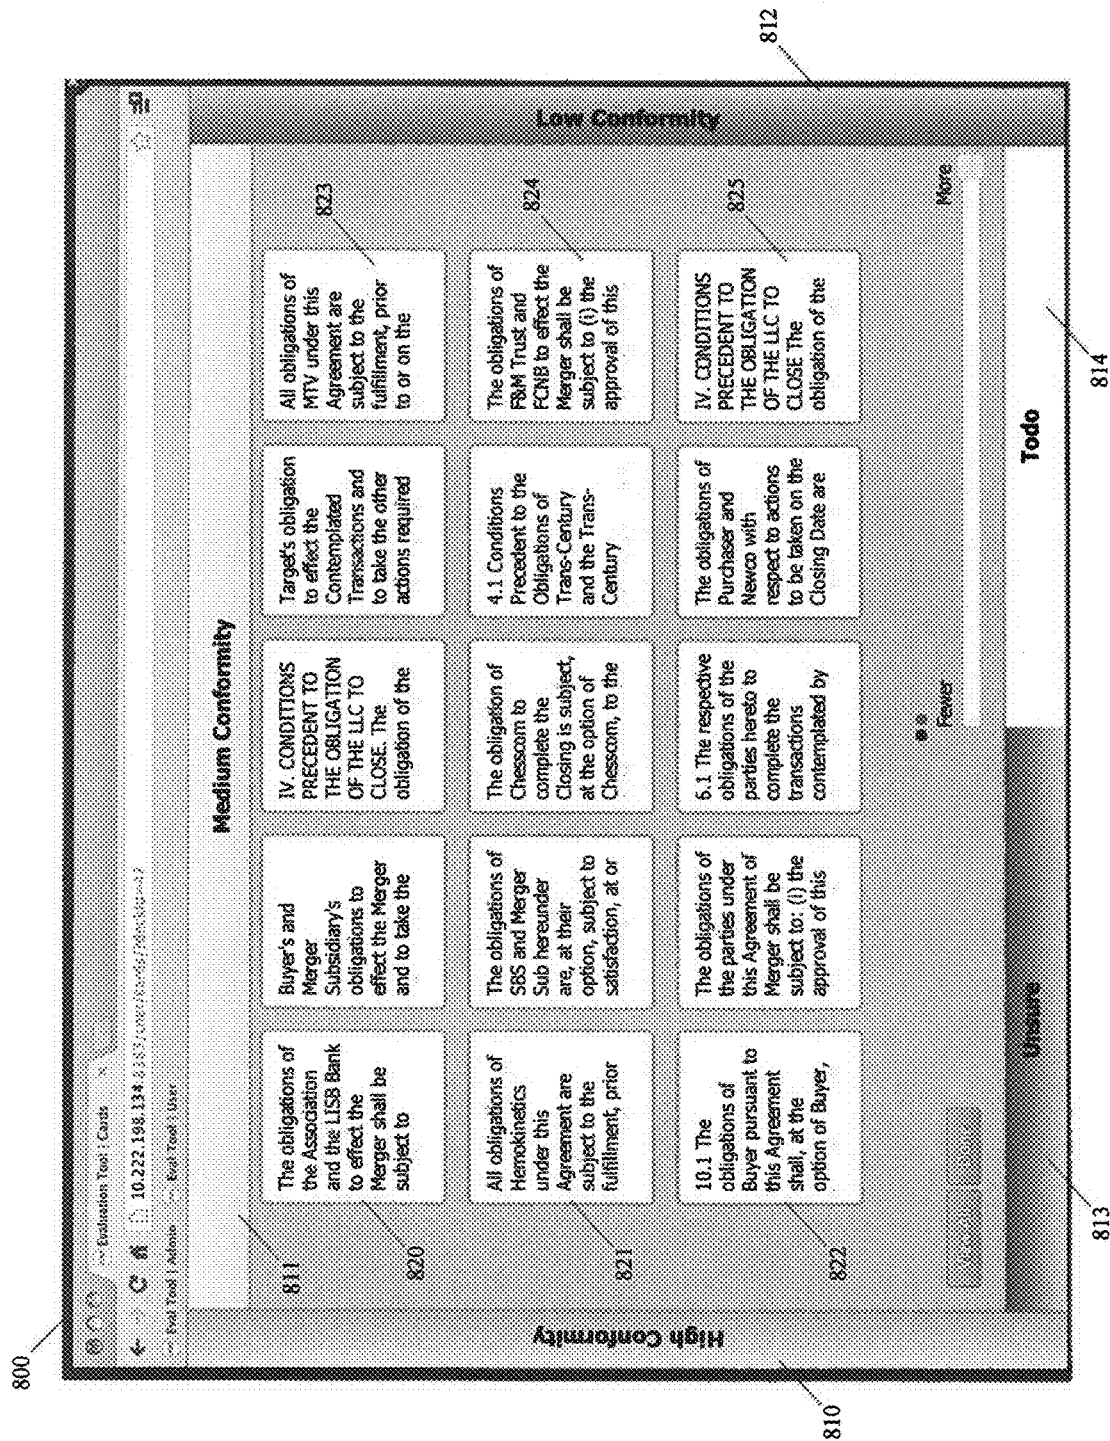 800
Evaluation Tool | Cards ×
10.222.198.134
Eval Tool | Admin
Eval Tool | User
Medium Conformity
High Conformity
Low Conformity
The obligations of
the Association
and the LISB Bank
to effect the
Merger shall be
subject to
Buyer's and
Merger
Subsidiary's
obligations to
effect the Merger
and to take the
IV. CONDITIONS
PRECEDENT TO
THE OBLIGATION
OF THE LLC TO
CLOSE. The
obligation of the
Target's obligation
to effect the
Contemplated
Transactions and
to take the other
actions required
All obligations of
MTV under this
Agreement are
subject to the
fulfillment, prior
to or on the
All obligations of
Hemokinetics
under this
Agreement are
subject to the
fulfillment, prior
The obligations of
SBS and Merger
Sub hereunder
are, at their
option, subject to
satisfaction, at or
The obligation of
Chesscom to
complete the
Closing is subject,
at the option of
Chesscom, to the
4.1 Conditions
Precedent to the
Obligations of
Trans-Century
and the Trans-
Century
The obligations of
F&M Trust and
FCNB to effect the
Merger shall be
subject to (i) the
approval of this
10.1 The
obligations of
Buyer pursuant to
this Agreement
shall, at the
option of Buyer,
The obligations of
the parties under
this Agreement of
Merger shall be
subject to: (i) the
approval of this
6.1 The respective
obligations of the
parties hereto to
complete the
transactions
contemplated by
The obligations of
Purchaser and
Newco with
respect to actions
to be taken on the
Closing Date are
IV. CONDITIONS
PRECEDENT TO
THE OBLIGATION
OF THE LLC TO
CLOSE The
obligation of the
Fewer
More
Unsure
Todo
810
811
812
813
814
820
821
822
823
824
825